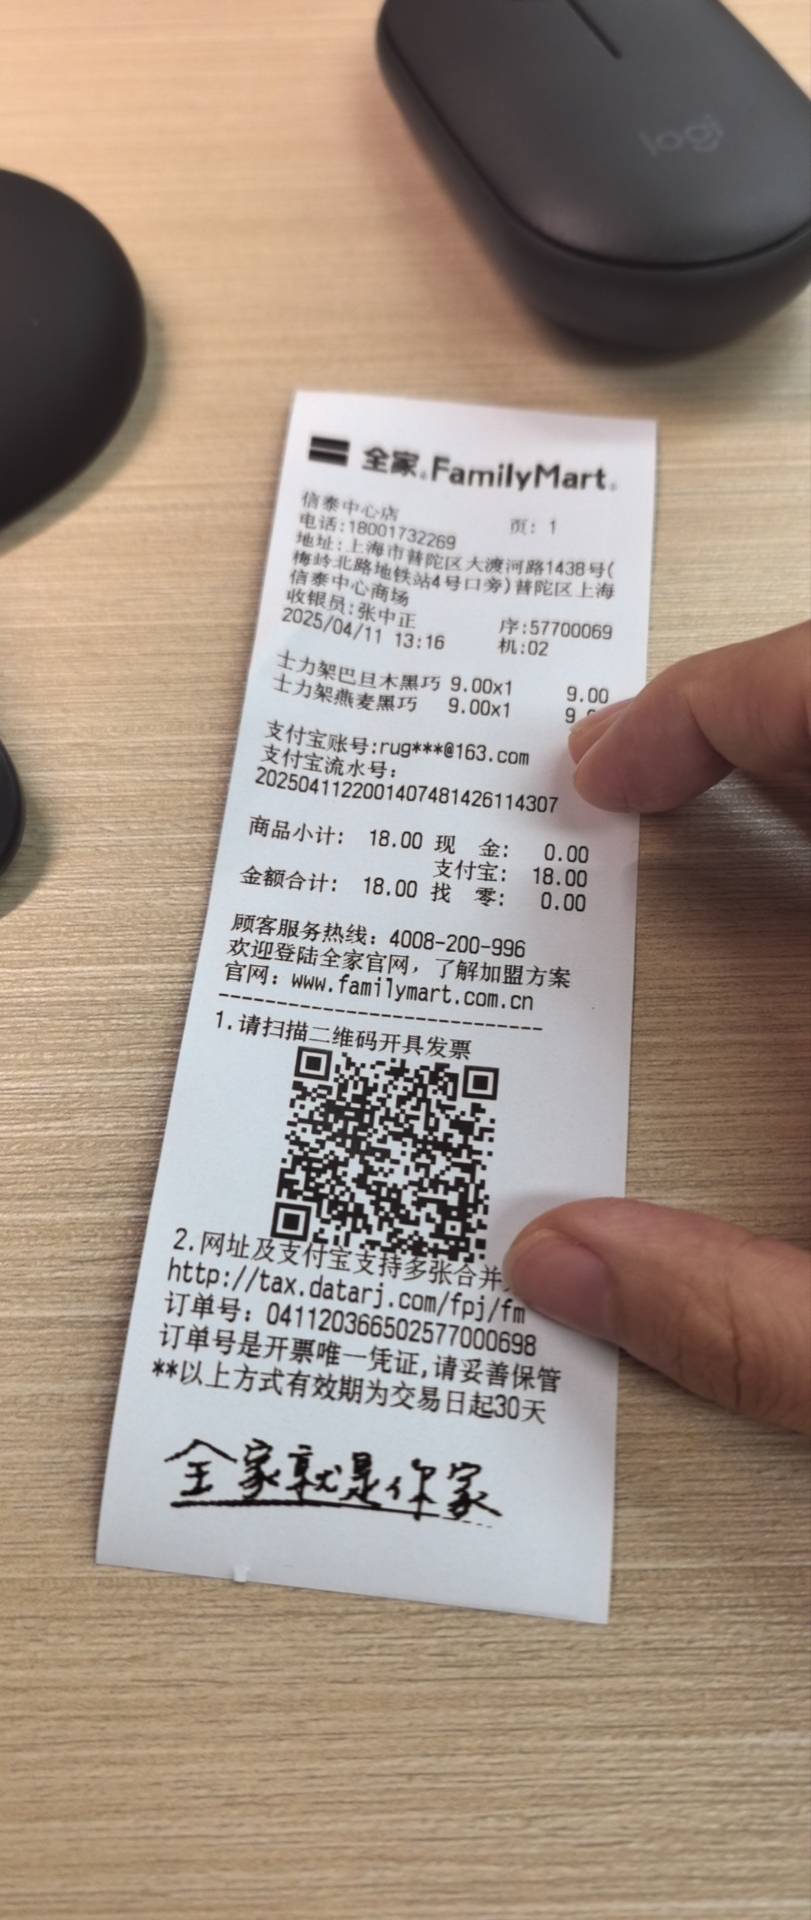 logi
全家 FamilyMart
信泰中心店 页: 1
电话:18001732269
地址:上海市普陀区大渡河路1438号(
梅岭北路地铁站4号口旁)普陀区上海
信泰中心商场
收银员:张中正 序:57700069
2025/04/11 13:16 机:02
士力架巴旦木黑巧 9.00x1 9.00
士力架燕麦黑巧 9.00x1
支付宝账号:rug***@163.com
支付宝流水号:
2025041122001407481426114307
商品小计: 18.00 现 金: 0.00
支付宝: 18.00
金额合计: 18.00 找 零: 0.00
顾客服务热线: 4008-200-996
欢迎登陆全家官网, 了解加盟方案
官网: www.familymart.com.cn
1.请扫描二维码开具发票
2.网址及支付宝支持多张合并
http://tax.datarj.com/fpj/fm
订单号: 041120366502577000698
订单号是开票唯一凭证,请妥善保管
**以上方式有效期为交易日起30天
全家就是你家